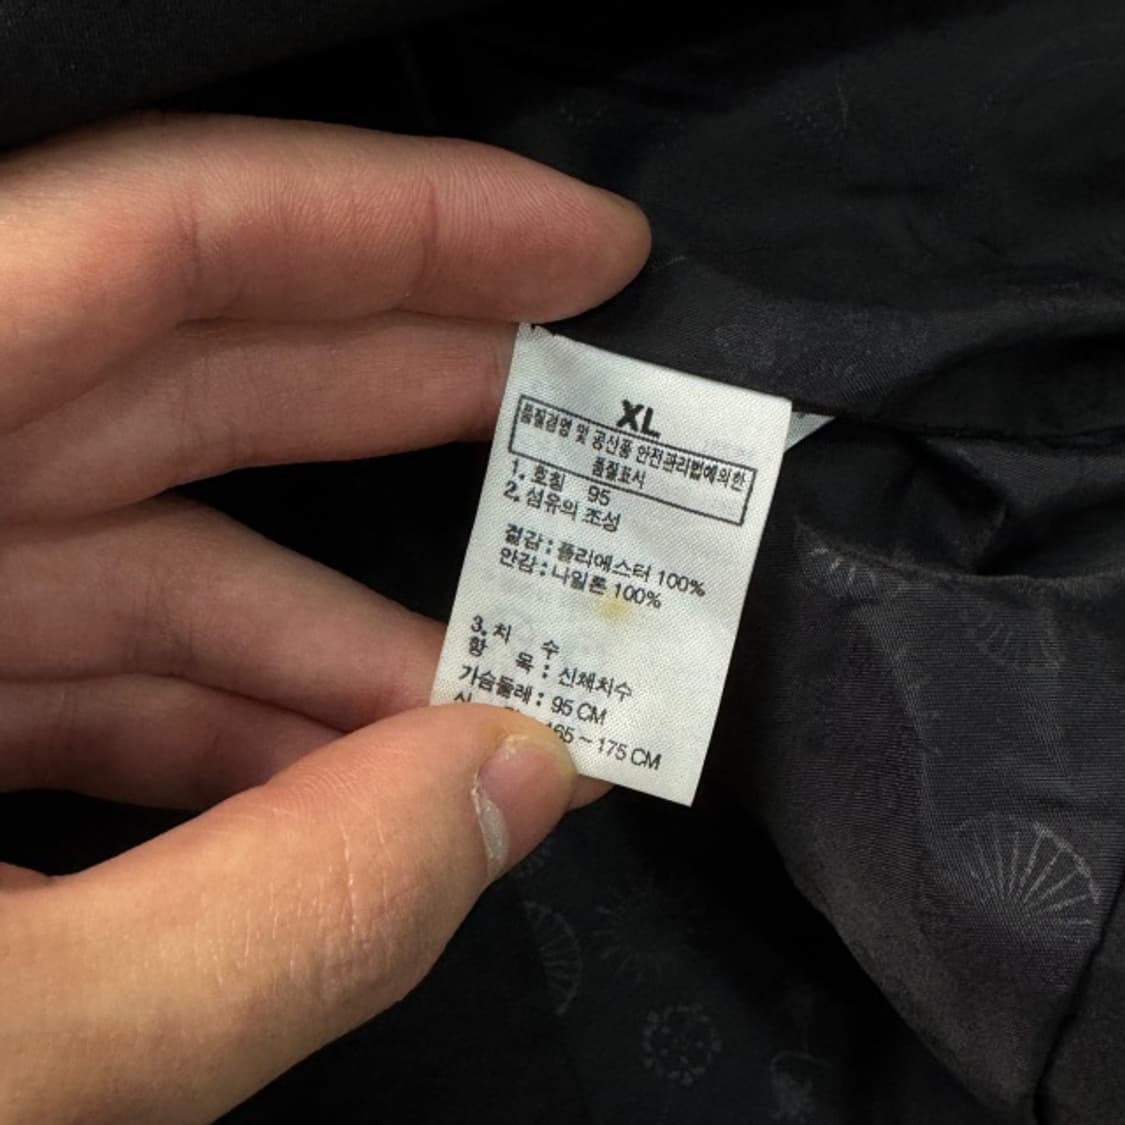 XL
품질경영 및 공산품 안전관리법에의한
품질표시
1. 호칭 95
2. 섬유의 조성
겉감 : 폴리에스터 100%
안감 : 나일론 100%
3. 치 수
항 목 : 신체치수
가슴둘레 : 95 CM
165 ~ 175 CM